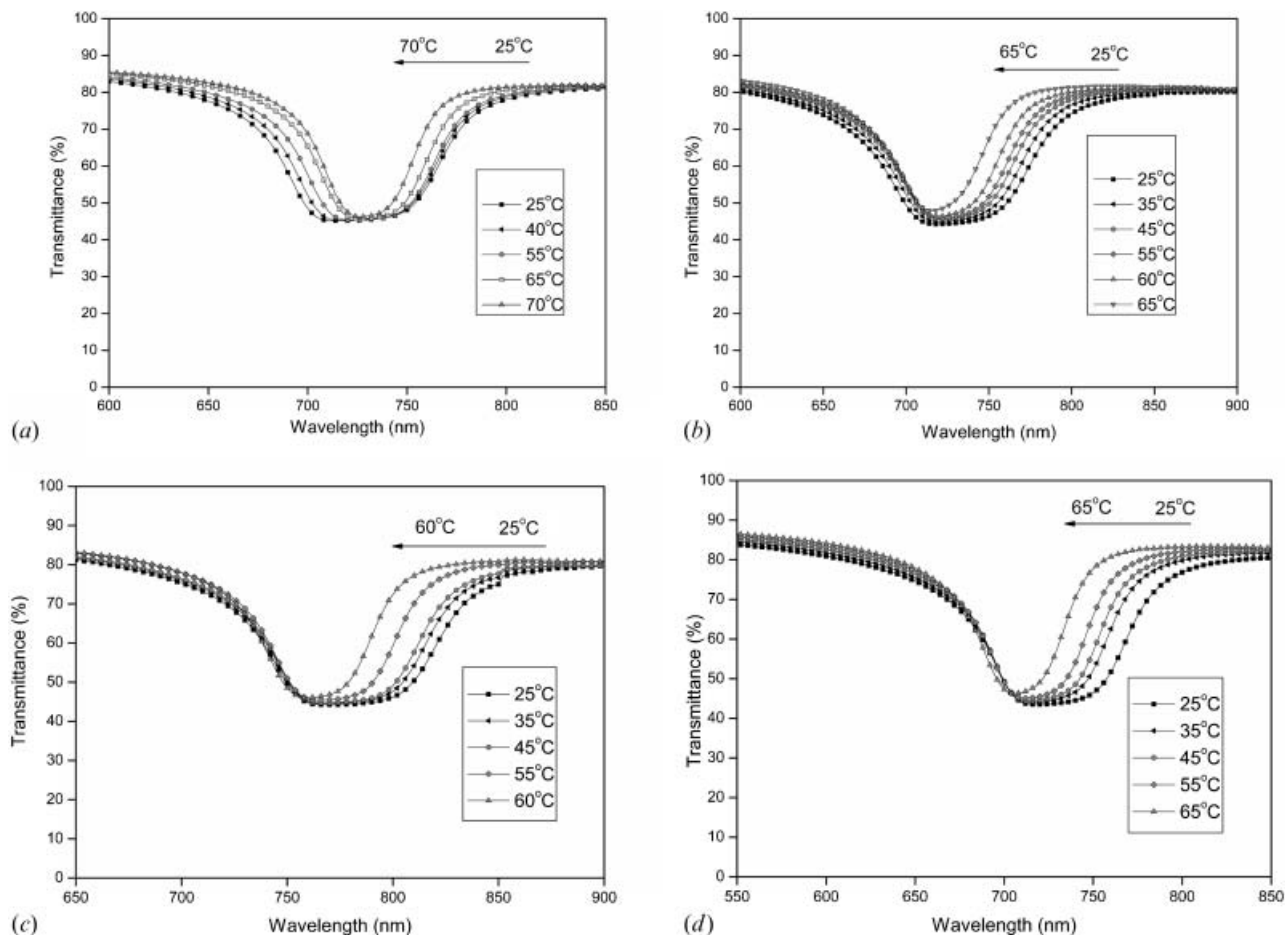 100
90
80
70
60
50
40
30
20
10
0
Transmittance (%)
70°C 25°C
25°C
40°C
55°C
65°C
70°C
600 650 700 750 800 850
Wavelength (nm)
(a)
100
90
80
70
60
50
40
30
20
10
0
Transmittance (%)
65°C 25°C
25°C
35°C
45°C
55°C
60°C
65°C
600 650 700 750 800 850 900
Wavelength (nm)
(b)
100
90
80
70
60
50
40
30
20
10
0
Transmittance (%)
60°C 25°C
25°C
35°C
45°C
55°C
60°C
650 700 750 800 850 900
Wavelength (nm)
(c)
100
90
80
70
60
50
40
30
20
10
0
Transmittance (%)
65°C 25°C
25°C
35°C
45°C
55°C
65°C
550 600 650 700 750 800 850
Wavelength (nm)
(d)